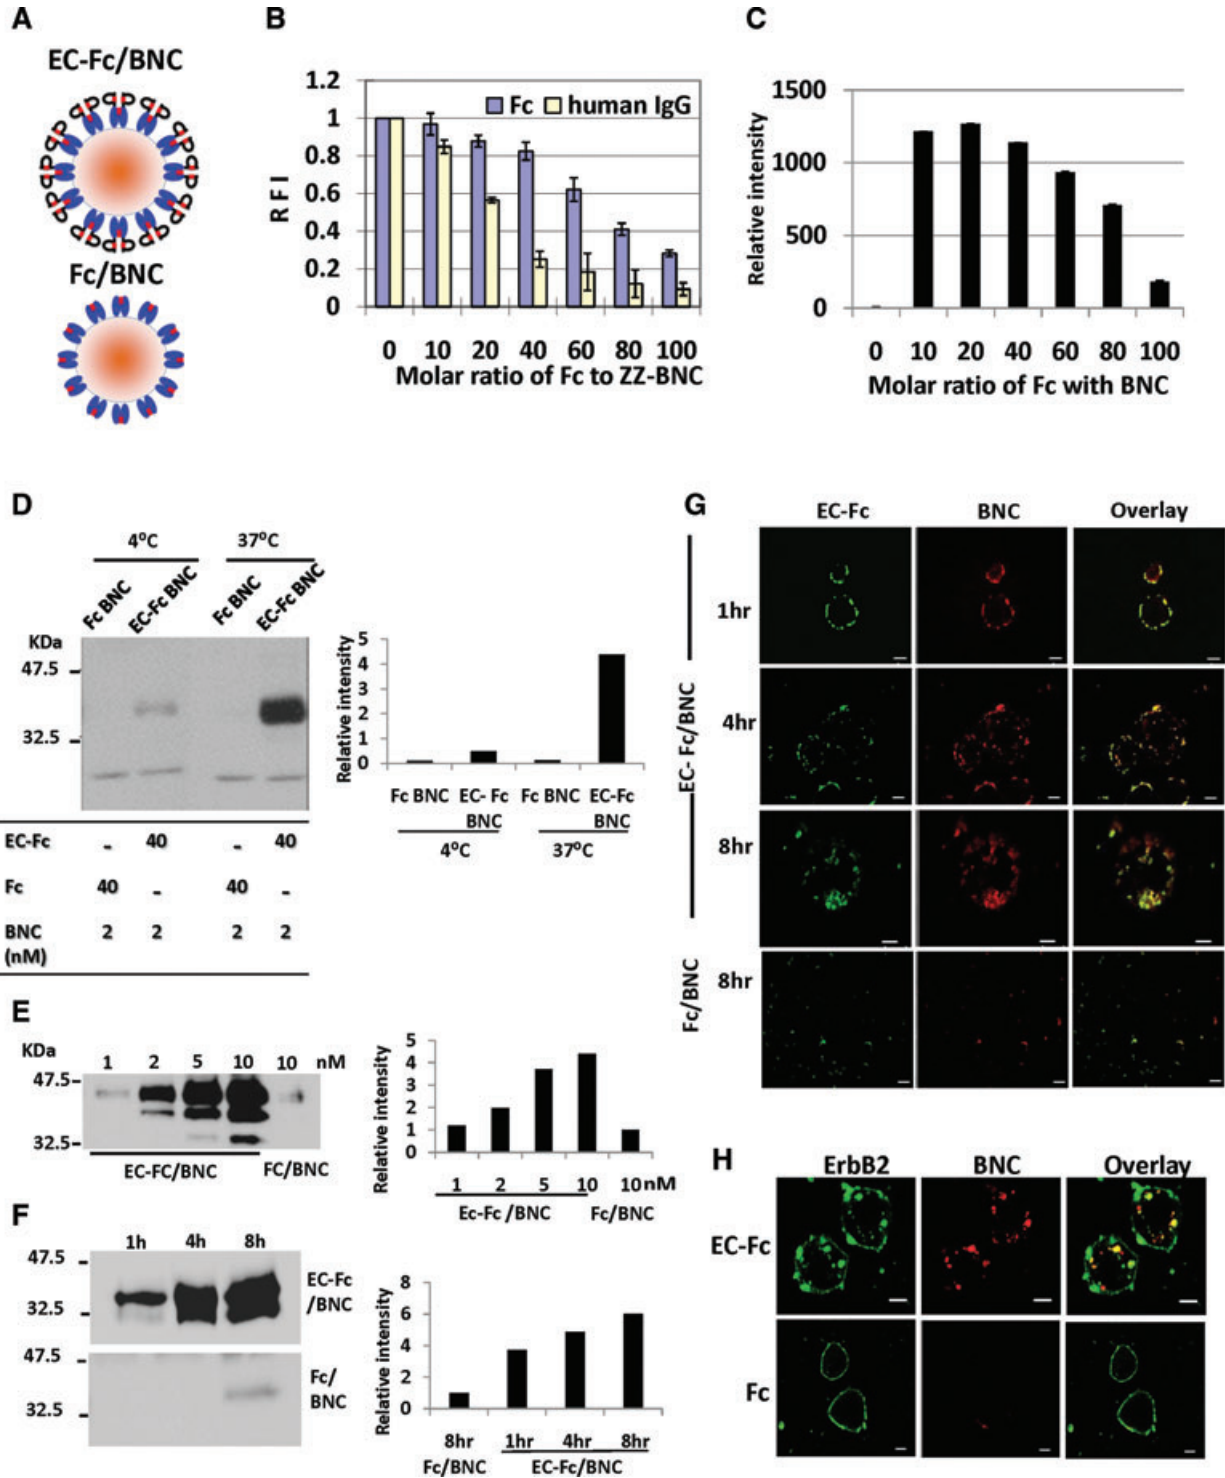 A
EC-Fc/BNC
Fc/BNC
B
1.2
1
0.8
0.6
0.4
0.2
0
R F I
Fc human IgG
0 10 20 40 60 80 100
Molar ratio of Fc to ZZ-BNC
C
1500
1000
500
0
Relative intensity
0 10 20 40 60 80 100
Molar ratio of Fc with BNC
D
4ºC 37ºC
Fc BNC EC-Fc BNC Fc BNC EC-Fc BNC
KDa
47.5
32.5
EC-Fc - 40 - 40
Fc 40 - 40 -
BNC 2 2 2 2
(nM)
Relative intensity
5
4
3
2
1
0
Fc BNC EC- Fc BNC Fc BNC EC-Fc BNC
4ºC 37ºC
E
KDa
1 2 5 10 10 nM
47.5
32.5
EC-FC/BNC FC/BNC
Relative intensity
5
4
3
2
1
0
1 2 5 10 10nM
Ec-Fc /BNC Fc/BNC
F
1h 4h 8h
47.5
32.5
EC-Fc
/BNC
47.5
32.5
Fc/
BNC
Relative intensity
8
6
4
2
0
8hr 1hr 4hr 8hr
Fc/BNC EC-Fc/BNC
G
EC-Fc BNC Overlay
EC- Fc/BNC
1hr
4hr
8hr
Fc/BNC
8hr
H
ErbB2 BNC Overlay
EC-Fc
Fc